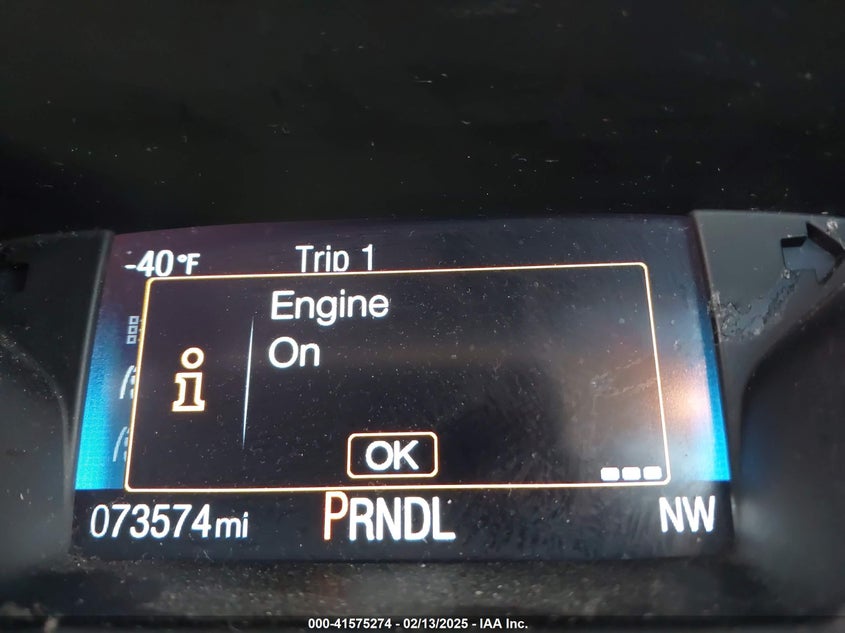 -40°F Trip 1
Engine
On
i
OK
073574mi PRNDL NW
000-41575274 - 02/13/2025 - IAA Inc.